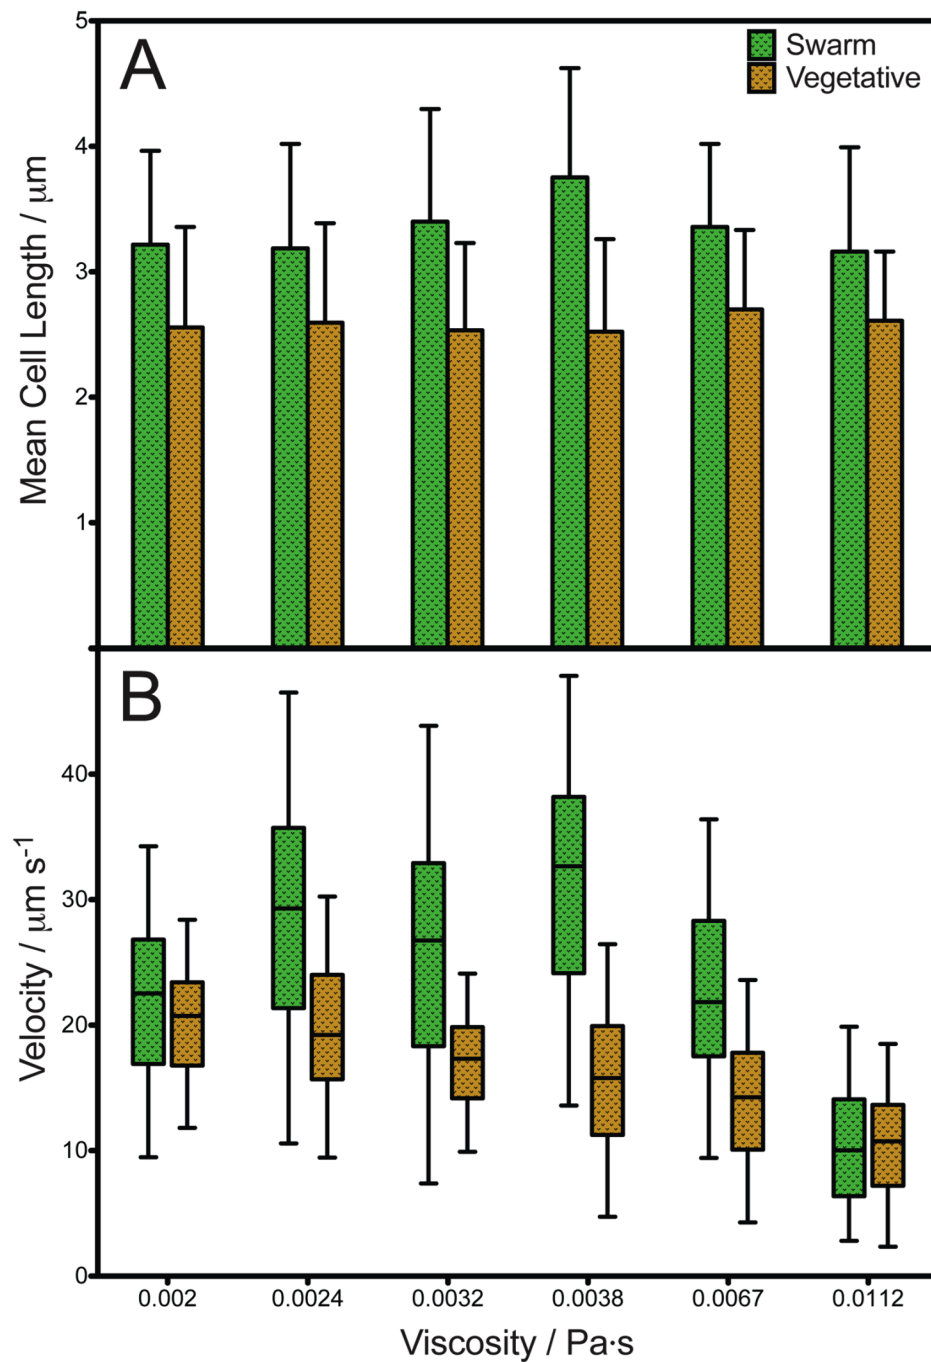 A
Swarm
Vegetative
5
4
3
2
1
Mean Cell Length / μm
B
40
30
20
10
0
Velocity / μm s⁻¹
0.002 0.0024 0.0032 0.0038 0.0067 0.0112
Viscosity / Pa·s